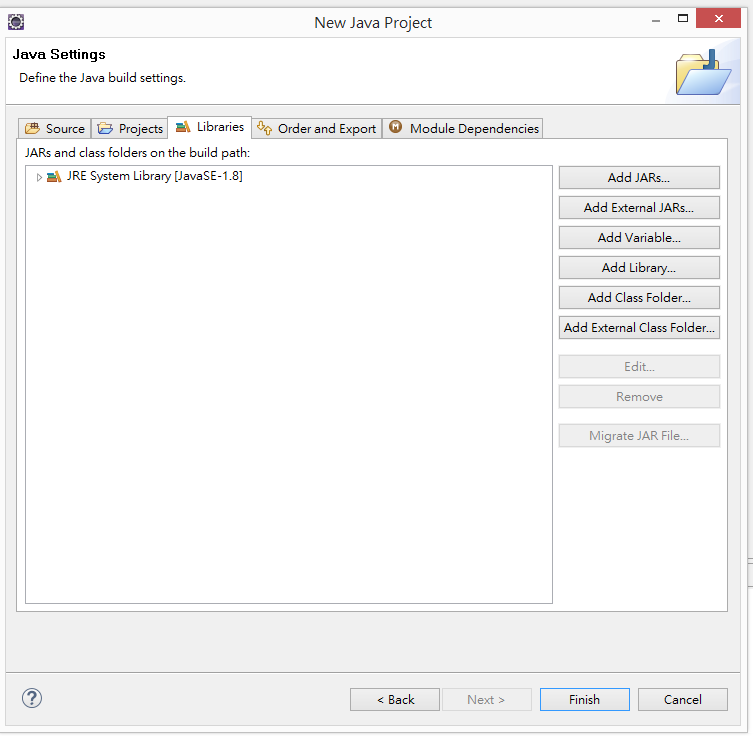 New Java Project
Java Settings
Define the Java build settings.
Source Projects Libraries Order and Export Module Dependencies
JARs and class folders on the build path:
JRE System Library [JavaSE-1.8]
Add JARs...
Add External JARs...
Add Variable...
Add Library...
Add Class Folder...
Add External Class Folder...
Edit...
Remove
Migrate JAR File...
< Back Next > Finish Cancel